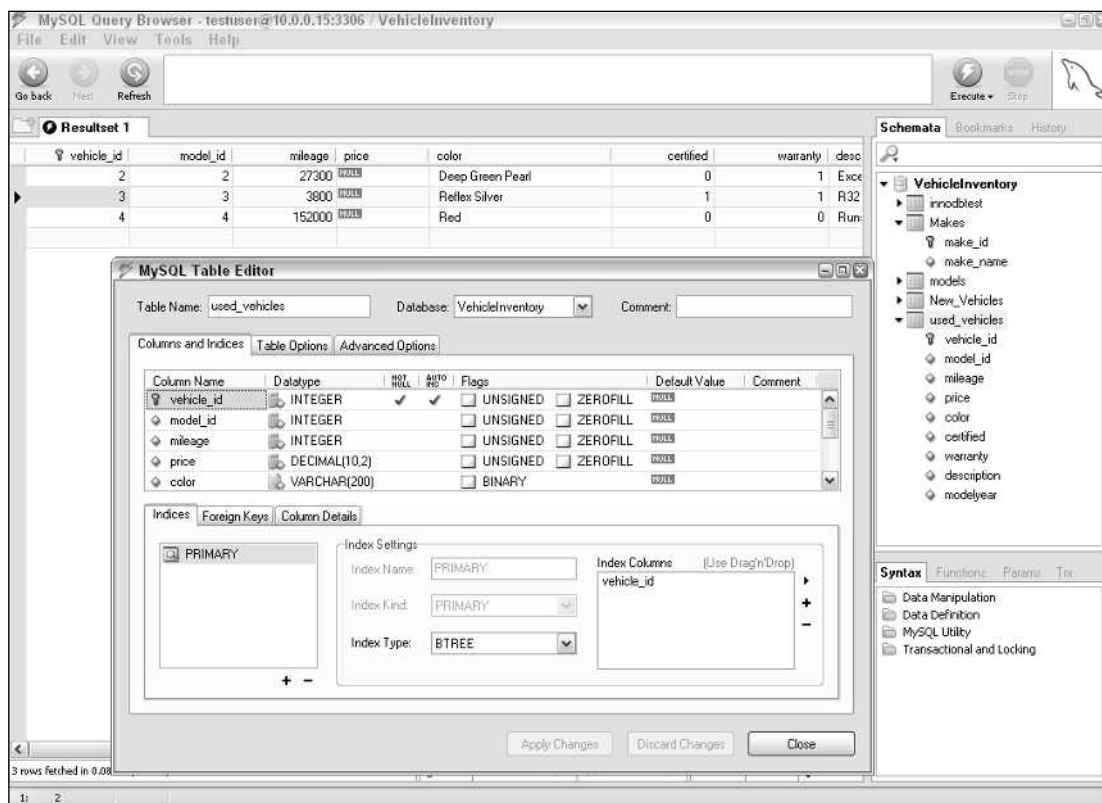 MySQL Query Browser - testuser@10.0.0.15:3306 / VehicleInventory
File Edit View Tools Help
Go back Next Refresh Execute Stop
Resultset 1
vehicle_id model_id mileage price color certified warranty desc
2 2 27300 NULL Deep Green Pearl 0 1 Exce
3 3 3800 NULL Reflex Silver 1 1 R32
4 4 152000 NULL Red 0 0 Run
Schemata Bookmarks History
VehicleInventory
innodbtest
Makes
make_id
make_name
models
New_Vehicles
used_vehicles
vehicle_id
model_id
mileage
price
color
certified
warranty
description
modelyear
MySQL Table Editor
Table Name: used_vehicles Database: VehicleInventory Comment:
Columns and Indices Table Options Advanced Options
Column Name Datatype NOT NULL AUTO INC Flags Default Value Comment
vehicle_id INTEGER UNSIGNED ZEROFILL NULL
model_id INTEGER UNSIGNED ZEROFILL NULL
mileage INTEGER UNSIGNED ZEROFILL NULL
price DECIMAL(10,2) UNSIGNED ZEROFILL NULL
color VARCHAR(200) BINARY NULL
Indices Foreign Keys Column Details
PRIMARY
Index Settings
Index Name: PRIMARY
Index Kind: PRIMARY
Index Type: BTREE
Index Columns (Use Drag'n'Drop)
vehicle_id
+ -
+
-
Apply Changes Discard Changes Close
Syntax Functions Params Trx
Data Manipulation
Data Definition
MySQL Utility
Transactional and Locking
3 rows fetched in 0.08
1: 2